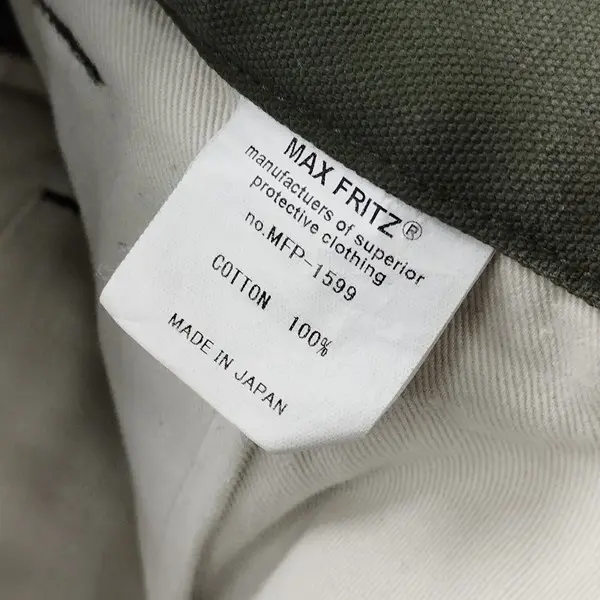 MAX FRITZ®
manufactuers of superior
protective clothing
no.MFP-1599
COTTON 100%
MADE IN JAPAN